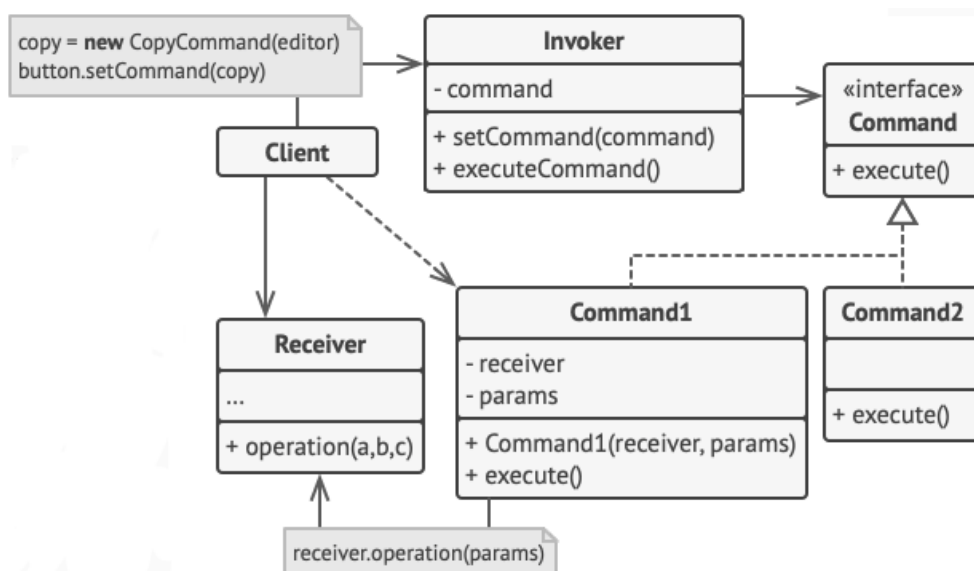 copy = new CopyCommand(editor)
button.setCommand(copy)
Invoker
- command
+ setCommand(command)
+ executeCommand()
«interface»
Command
+ execute()
Client
Receiver
...
+ operation(a,b,c)
Command1
- receiver
- params
+ Command1(receiver, params)
+ execute()
Command2
+ execute()
receiver.operation(params)